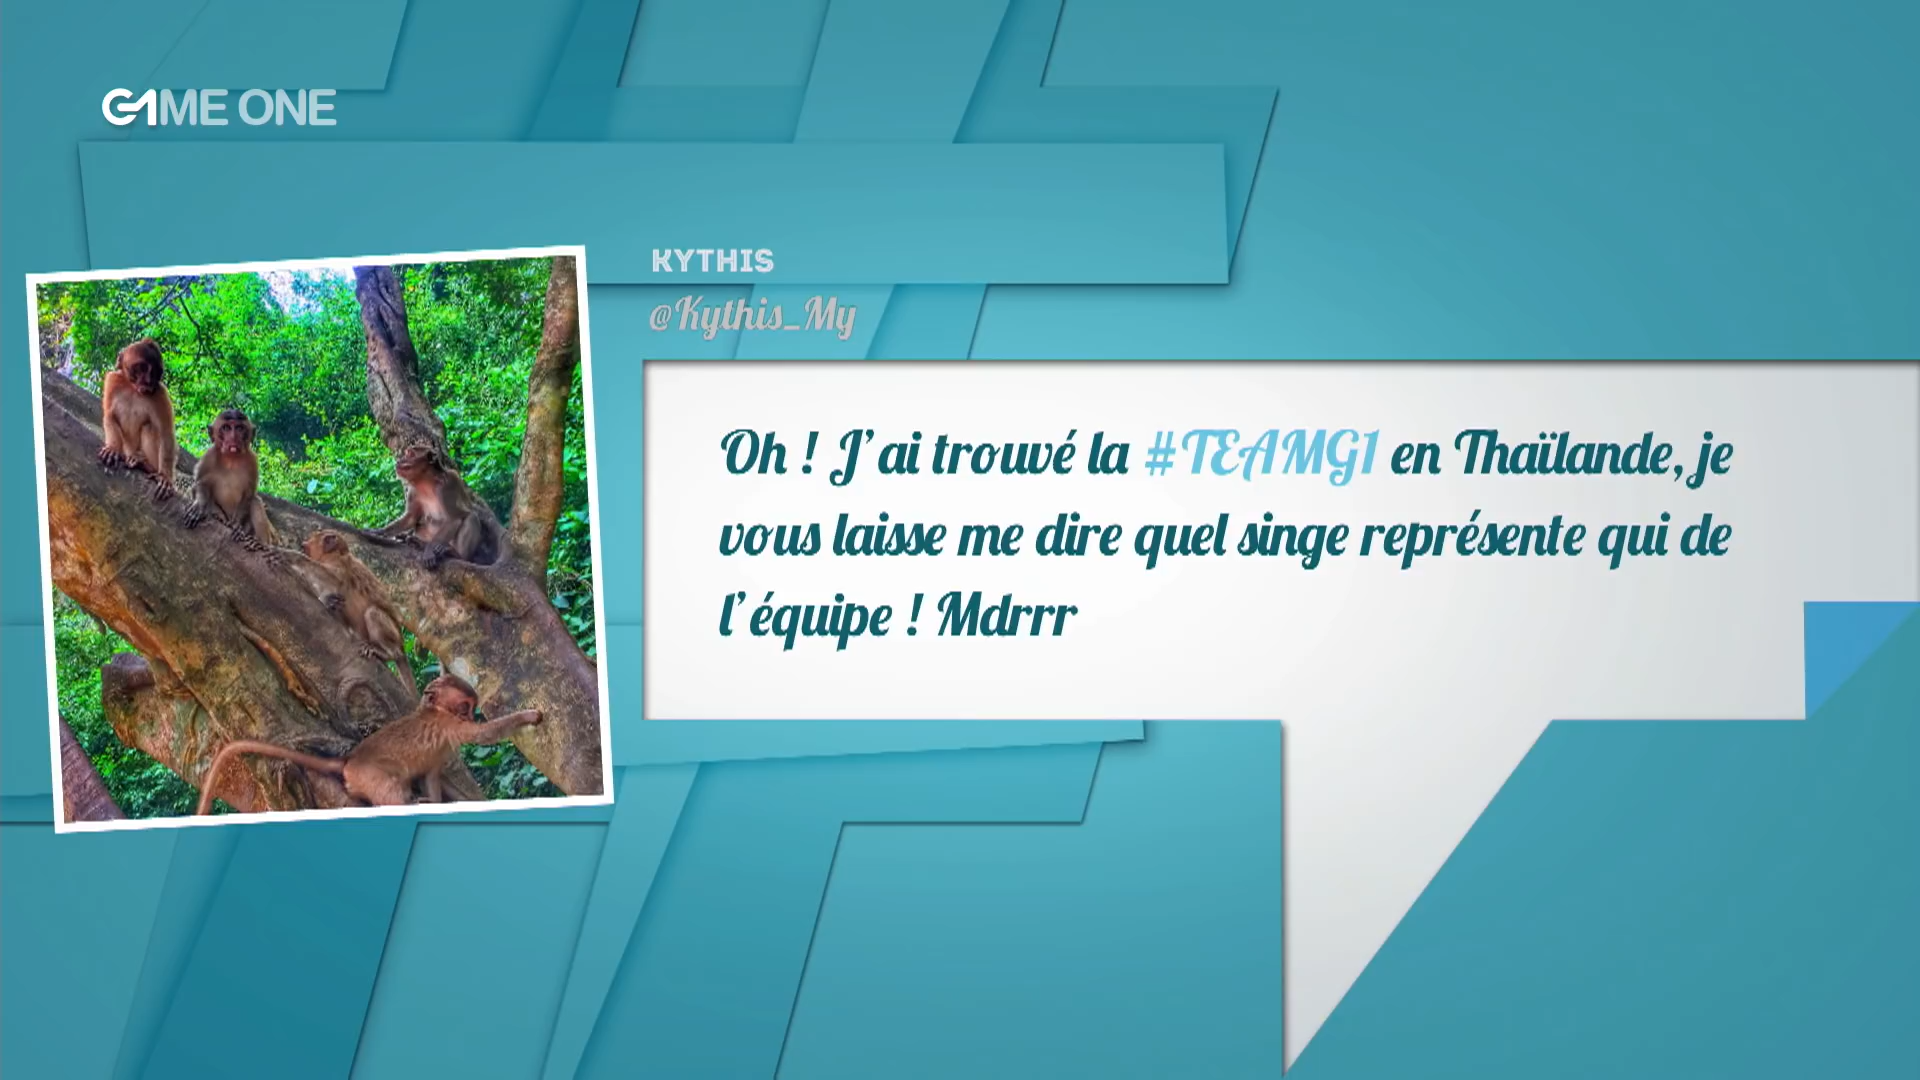 GAME ONE
KYTHIS
@Kythis_My
Oh ! J'ai trouvé la #TEAMG1 en Thaïlande, je
vous laisse me dire quel singe représente qui de
l'équipe ! Mdrrr